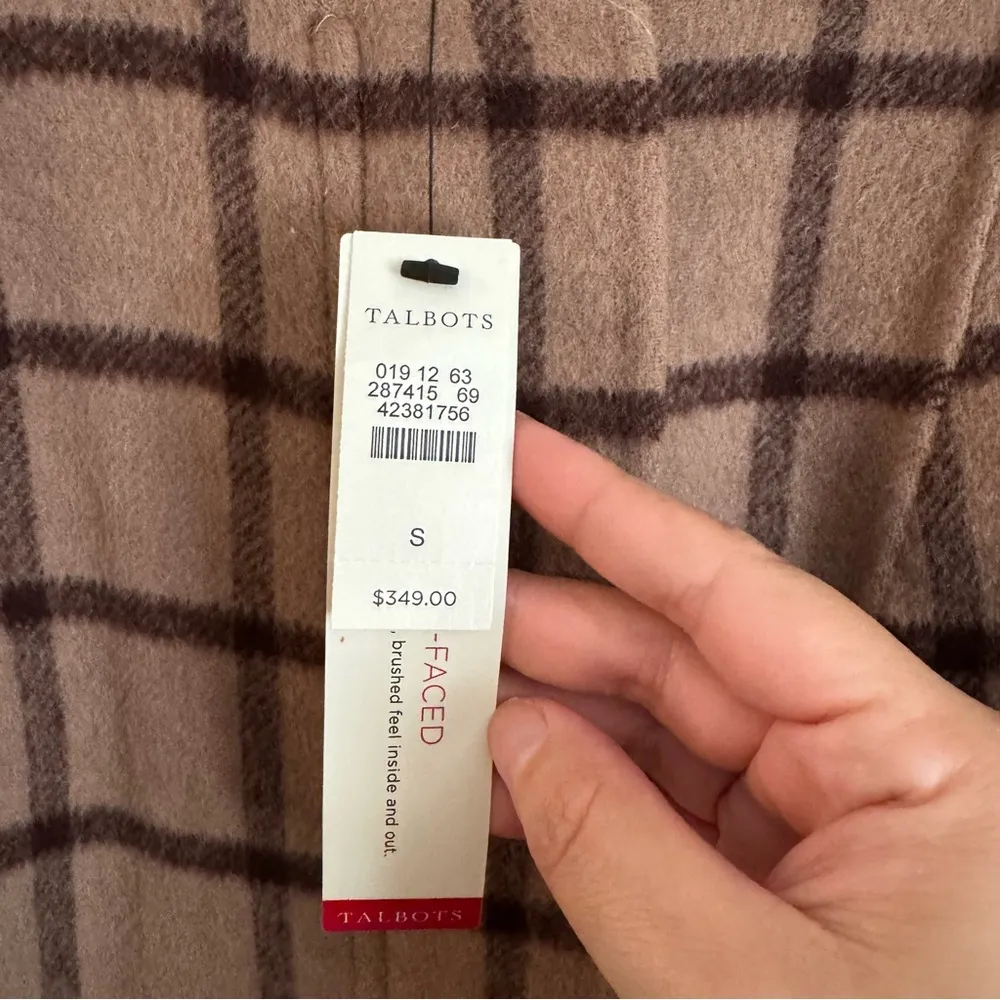 TALBOTS
019 12 63
287415 69
42381756
S
$349.00
-FACED
, brushed feel inside and out.
TALBOTS